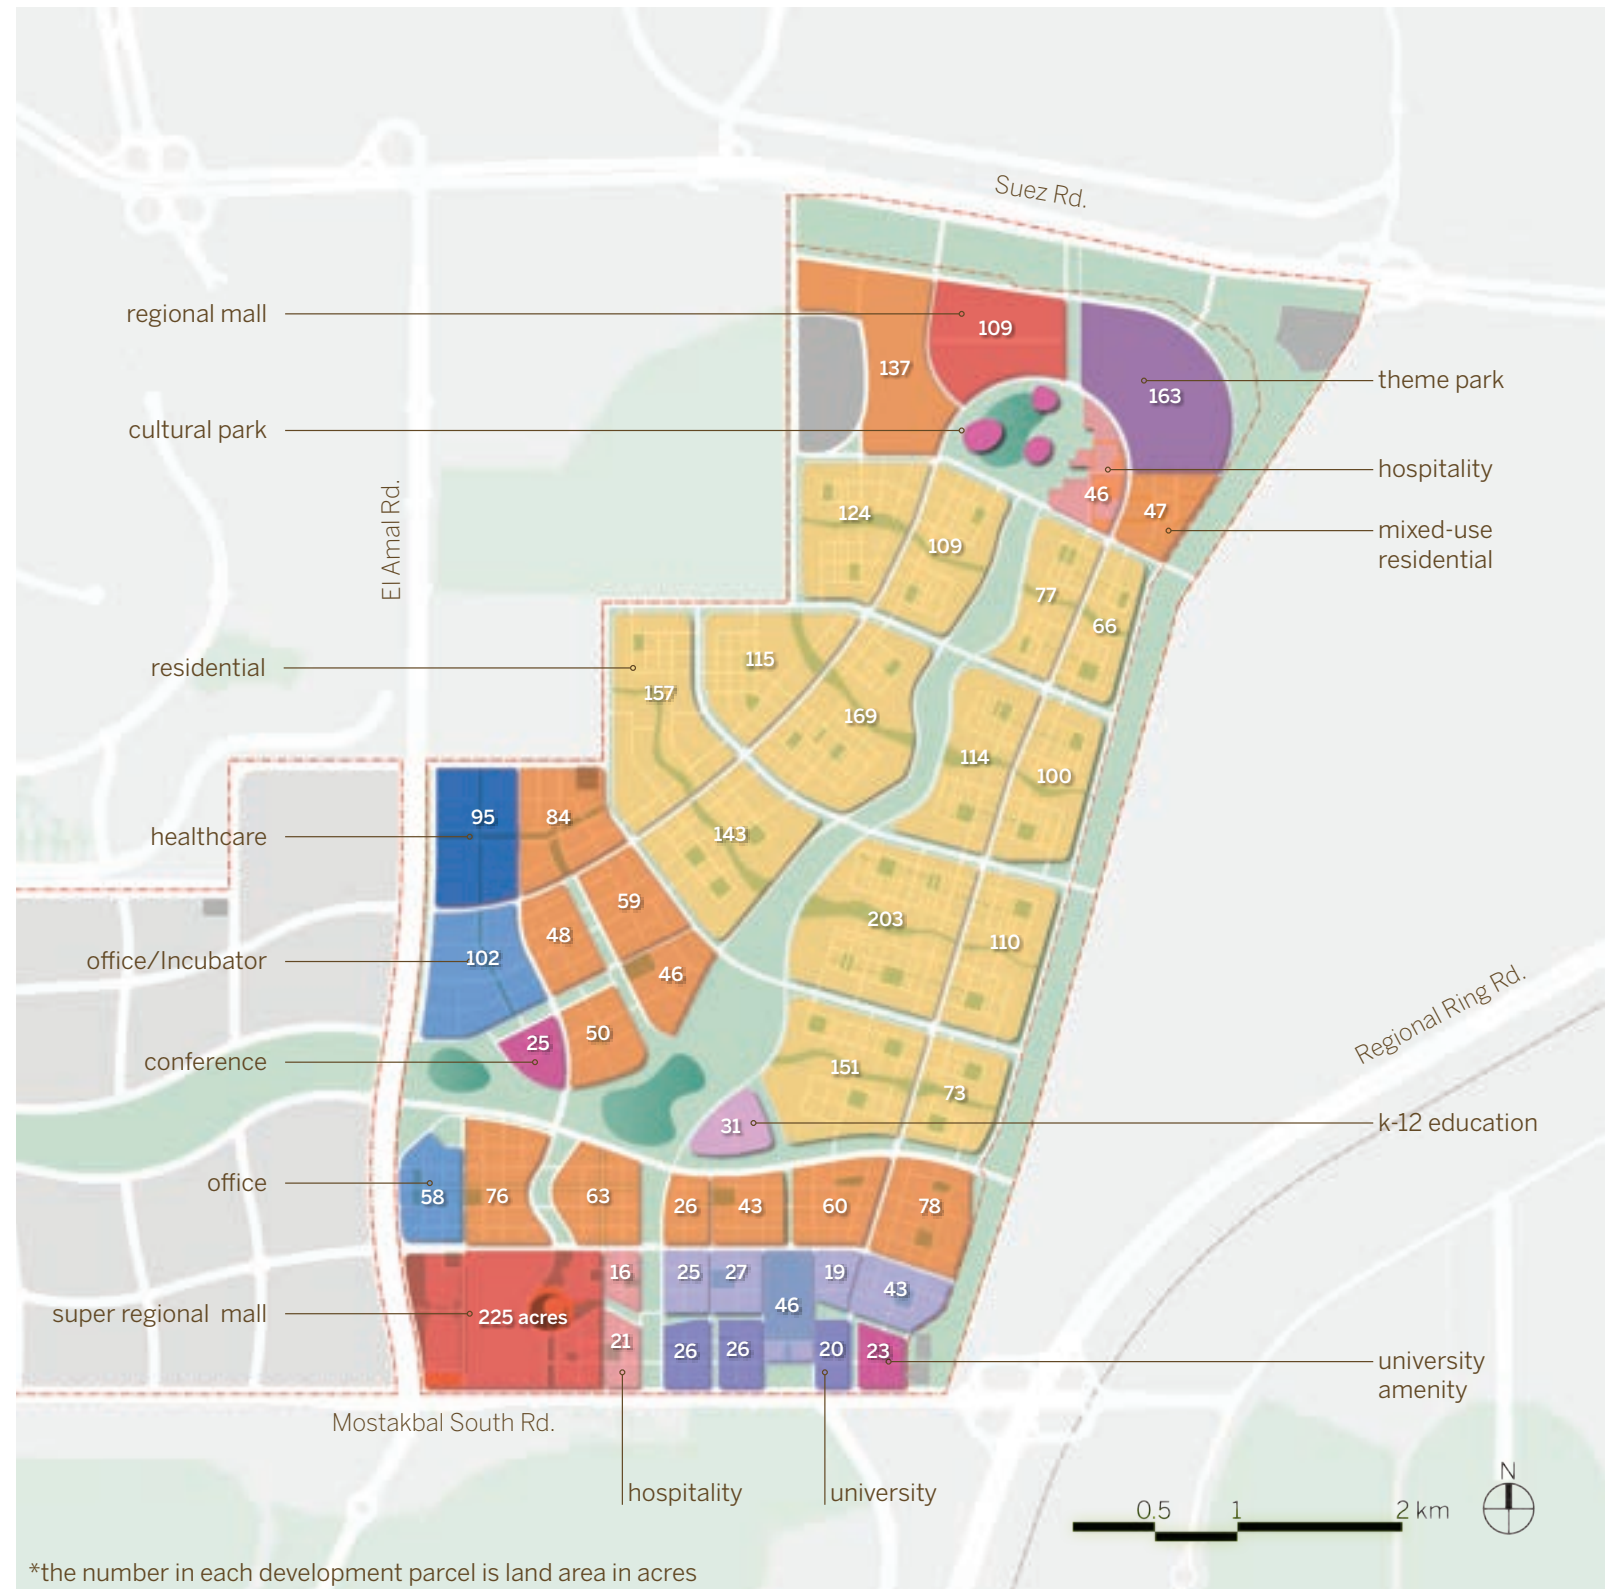 Suez Rd.
regional mall
109
137
theme park
163
cultural park
hospitality
46
47
mixed-use
residential
El Amal Rd.
124
109
77
66
residential
115
157
169
114
100
healthcare
95
84
143
59
203
48
110
office/Incubator
102
46
Regional Ring Rd.
50
25
conference
151
73
31
k-12 education
office
58
76
63
26
43
60
78
16
25
27
19
43
46
super regional  mall
225 acres
21
26
26
20
23
university
amenity
Mostakbal South Rd.
hospitality
university
N
0.5
1
2 km
*the number in each development parcel is land area in acres